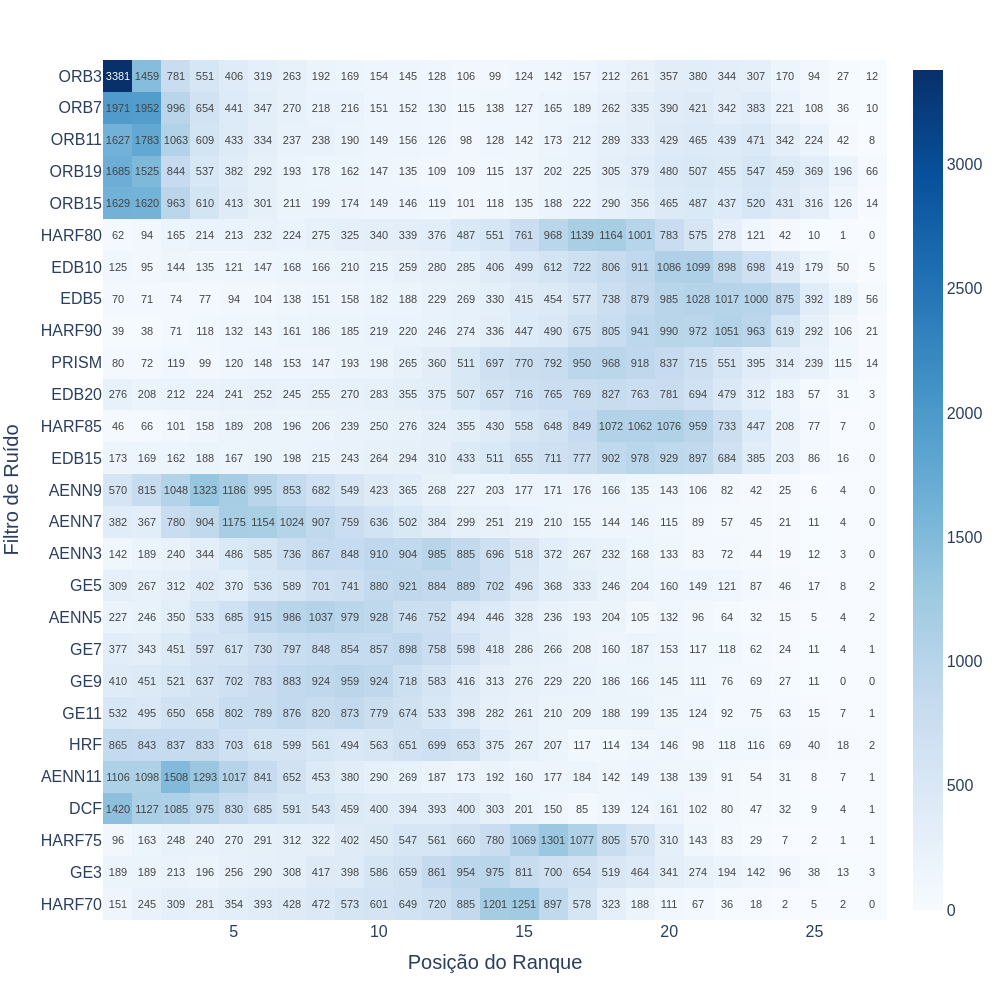 ORB3 3381 1459 781 551 406 319 263 192 169 154 145 128 106 99 124 142 157 212 261 357 380 344 307 170 94 27 12
ORB7 1971 1952 996 654 441 347 270 218 216 151 152 130 115 138 127 165 189 262 335 390 421 342 383 221 108 36 10
ORB11 1627 1783 1063 609 433 334 237 238 190 149 156 126 98 128 142 173 212 289 333 429 465 439 471 342 224 42 8
ORB19 1685 1525 844 537 382 292 193 178 162 147 135 109 109 115 137 202 225 305 379 480 507 455 547 459 369 196 66
ORB15 1629 1620 963 610 413 301 211 199 174 149 146 119 101 118 135 188 222 290 356 465 487 437 520 431 316 126 14
HARF80 62 94 165 214 213 232 224 275 325 340 339 376 487 551 761 968 1139 1164 1001 783 575 278 121 42 10 1 0
EDB10 125 95 144 135 121 147 168 166 210 215 259 280 285 406 499 612 722 806 911 1086 1099 898 698 419 179 50 5
EDB5 70 71 74 77 94 104 138 151 158 182 188 229 269 330 415 454 577 738 879 985 1028 1017 1000 875 392 189 56
HARF90 39 38 71 118 132 143 161 186 185 219 220 246 274 336 447 490 675 805 941 990 972 1051 963 619 292 106 21
PRISM 80 72 119 99 120 148 153 147 193 198 265 360 511 697 770 792 950 968 918 837 715 551 395 314 239 115 14
EDB20 276 208 212 224 241 252 245 255 270 283 355 375 507 657 716 765 769 827 763 781 694 479 312 183 57 31 3
HARF85 46 66 101 158 189 208 196 206 239 250 276 324 355 430 558 648 849 1072 1062 1076 959 733 447 208 77 7 0
EDB15 173 169 162 188 167 190 198 215 243 264 294 310 433 511 655 711 777 902 978 929 897 684 385 203 86 16 0
AENN9 570 815 1048 1323 1186 995 853 682 549 423 365 268 227 203 177 171 176 166 135 143 106 82 42 25 6 4 0
AENN7 382 367 780 904 1175 1154 1024 907 759 636 502 384 299 251 219 210 155 144 146 115 89 57 45 21 11 4 0
AENN3 142 189 240 344 486 585 736 867 848 910 904 985 885 696 518 372 267 232 168 133 83 72 44 19 12 3 0
GE5 309 267 312 402 370 536 589 701 741 880 921 884 889 702 496 368 333 246 204 160 149 121 87 46 17 8 2
AENN5 227 246 350 533 685 915 986 1037 979 928 746 752 494 446 328 236 193 204 105 132 96 64 32 15 5 4 2
GE7 377 343 451 597 617 730 797 848 854 857 898 758 598 418 286 266 208 160 187 153 117 118 62 24 11 4 1
GE9 410 451 521 637 702 783 883 924 959 924 718 583 416 313 276 229 220 186 166 145 111 76 69 27 11 0 0
GE11 532 495 650 658 802 789 876 820 873 779 674 533 398 282 261 210 209 188 199 135 124 92 75 63 15 7 1
HRF 865 843 837 833 703 618 599 561 494 563 651 699 653 375 267 207 117 114 134 146 98 118 116 69 40 18 2
AENN11 1106 1098 1508 1293 1017 841 652 453 380 290 269 187 173 192 160 177 184 142 149 138 139 91 54 31 8 7 1
DCF 1420 1127 1085 975 830 685 591 543 459 400 394 393 400 303 201 150 85 139 124 161 102 80 47 32 9 4 1
HARF75 96 163 248 240 270 291 312 322 402 450 547 561 660 780 1069 1301 1077 805 570 310 143 83 29 7 2 1 1
GE3 189 189 213 196 256 290 308 417 398 586 659 861 954 975 811 700 654 519 464 341 274 194 142 96 38 13 3
HARF70 151 245 309 281 354 393 428 472 573 601 649 720 885 1201 1251 897 578 323 188 111 67 36 18 2 5 2 0
5 10 15 20 25
Posição do Ranque
Filtro de Ruído
3000
2500
2000
1500
1000
500
0